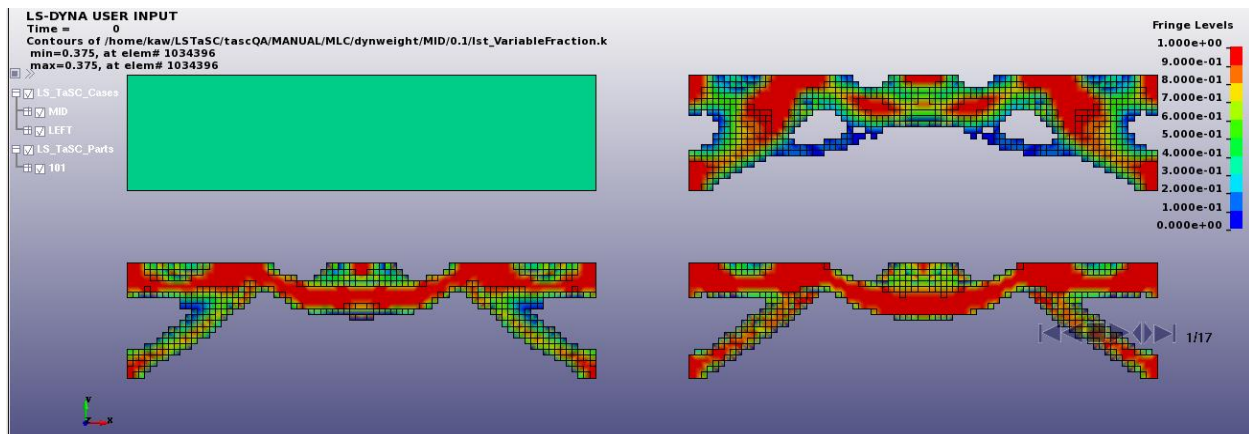 LS-DYNA USER INPUT
Time = 0
Contours of /home/kaw/LSTaSC/tascQA/MANUAL/MLC/dynweight/MID/0.1/lst_VariableFraction.k
min=0.375, at elem# 1034396
max=0.375, at elem# 1034396
LS_TaSC_Cases
MID
LEFT
LS_TaSC_Parts
101
Fringe Levels
1.000e+00
9.000e-01
8.000e-01
7.000e-01
6.000e-01
5.000e-01
4.000e-01
3.000e-01
2.000e-01
1.000e-01
0.000e+00
1/17
Y
Z X